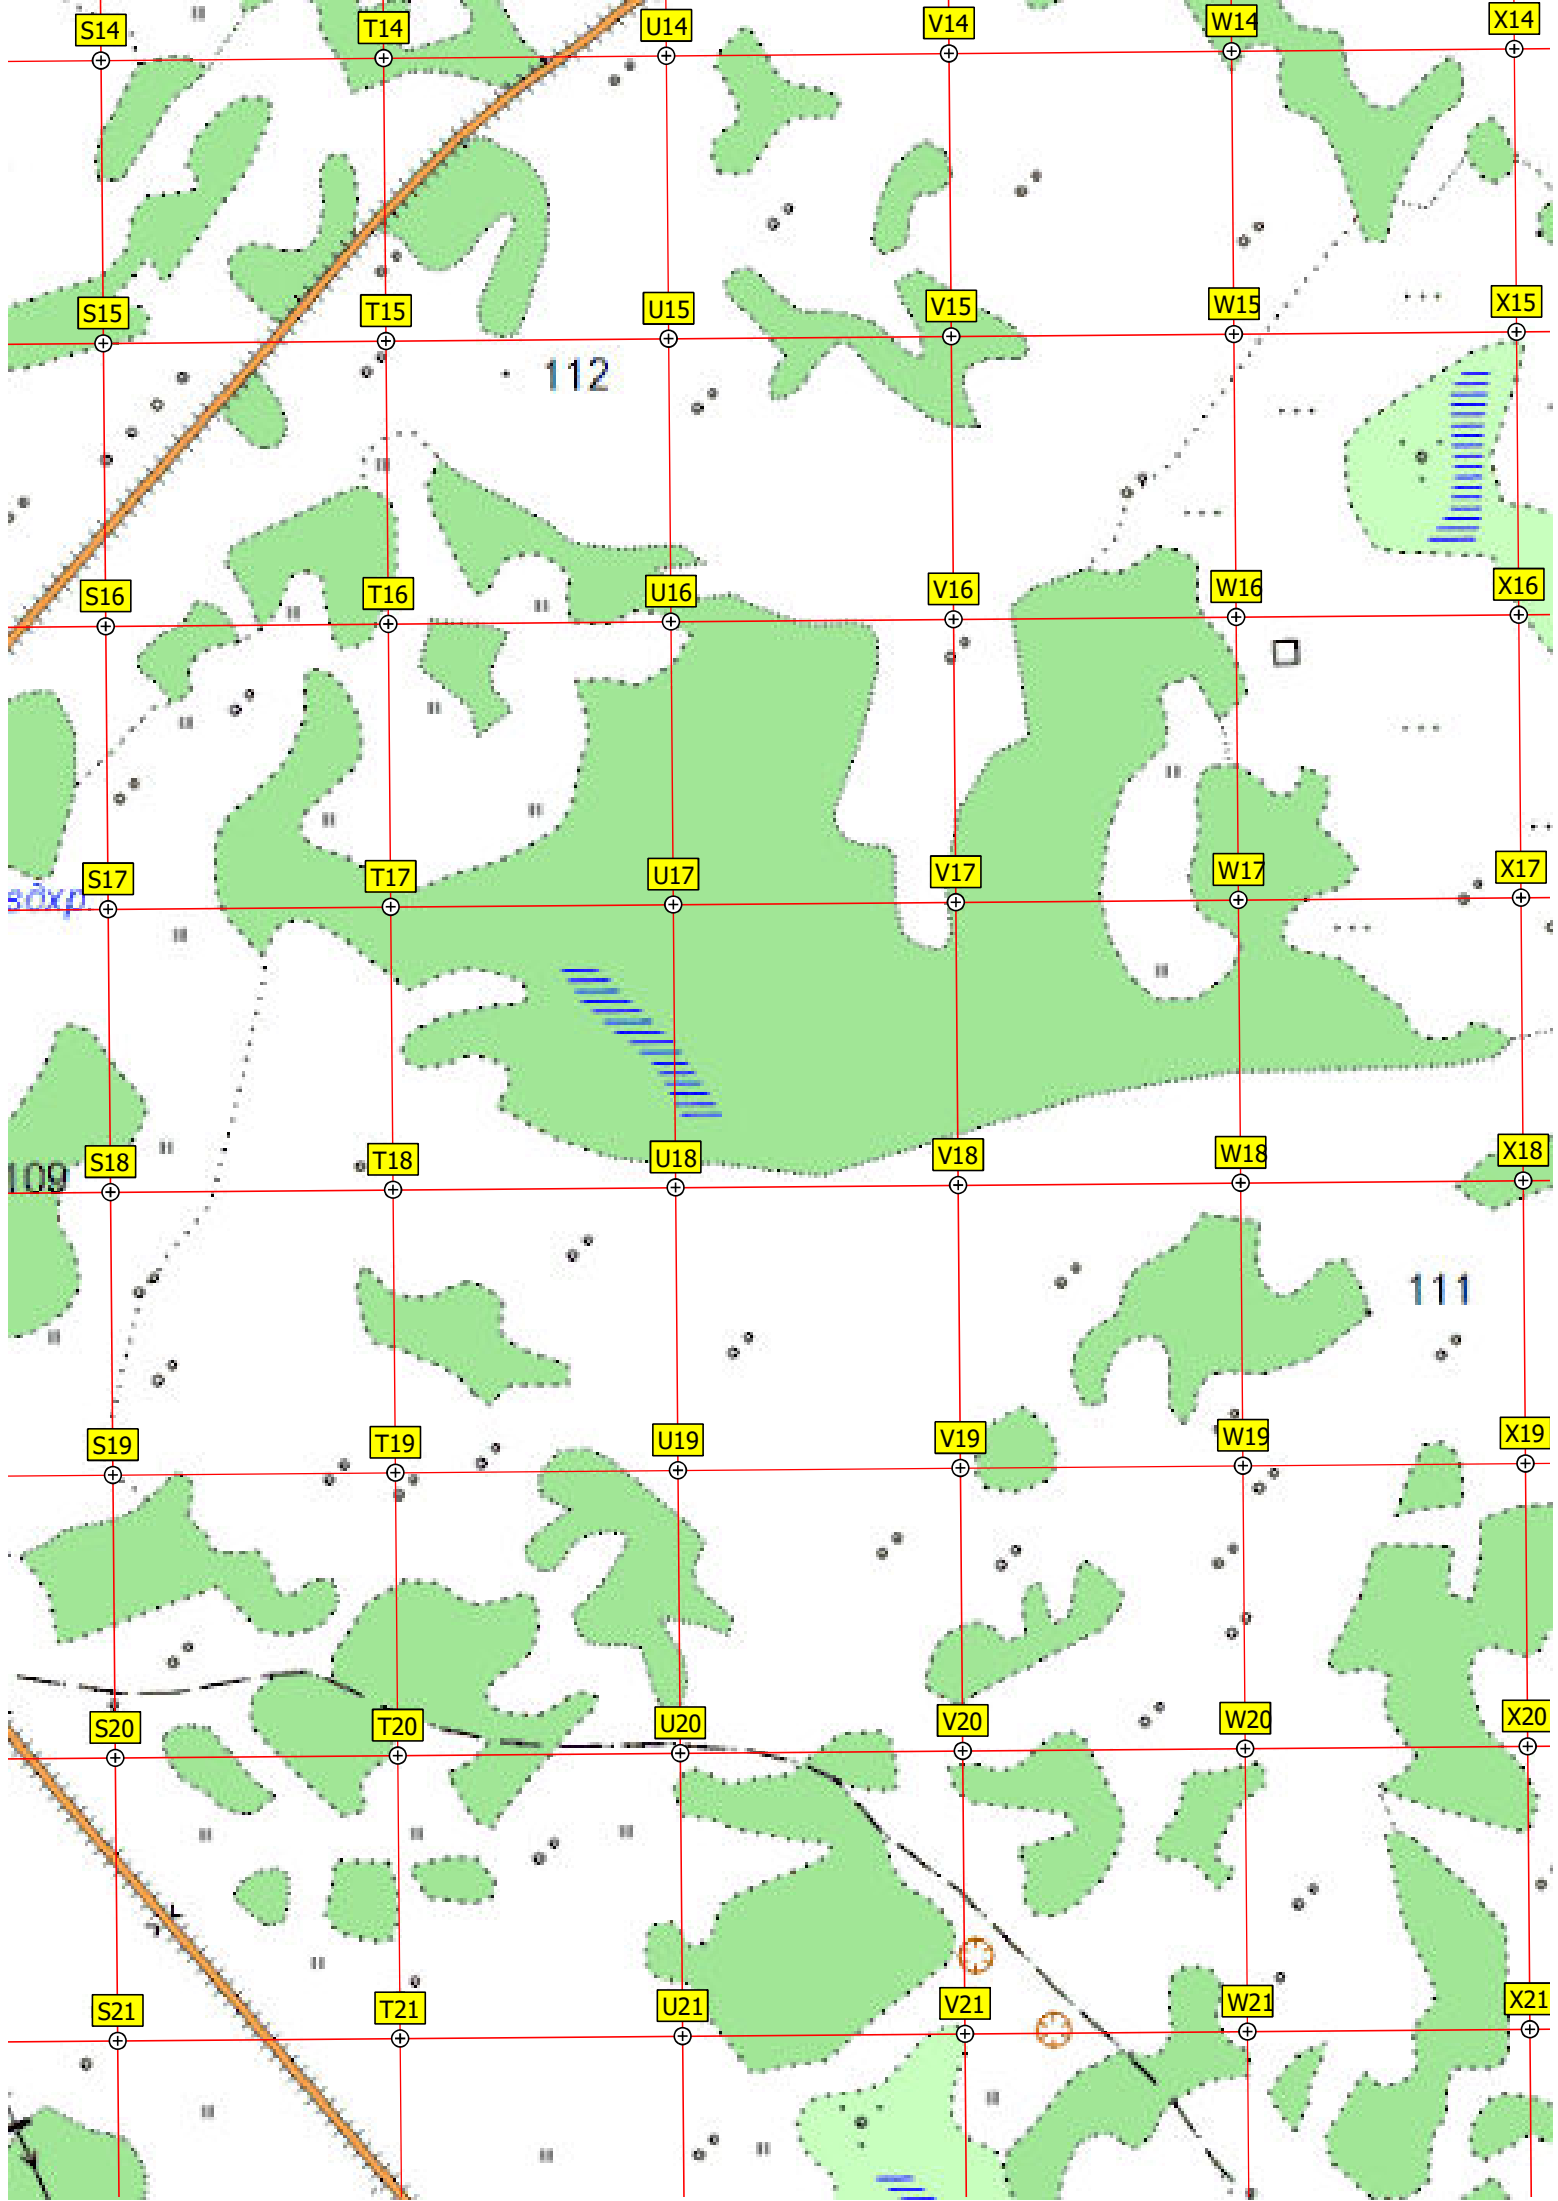 S14 T14 U14 V14 W14 X14
S15 T15 U15 V15 W15 X15
112
S16 T16 U16 V16 W16 X16
S17 T17 U17 V17 W17 X17
вдхр.
S18 T18 U18 V18 W18 X18
109
111
S19 T19 U19 V19 W19 X19
S20 T20 U20 V20 W20 X20
S21 T21 U21 V21 W21 X21